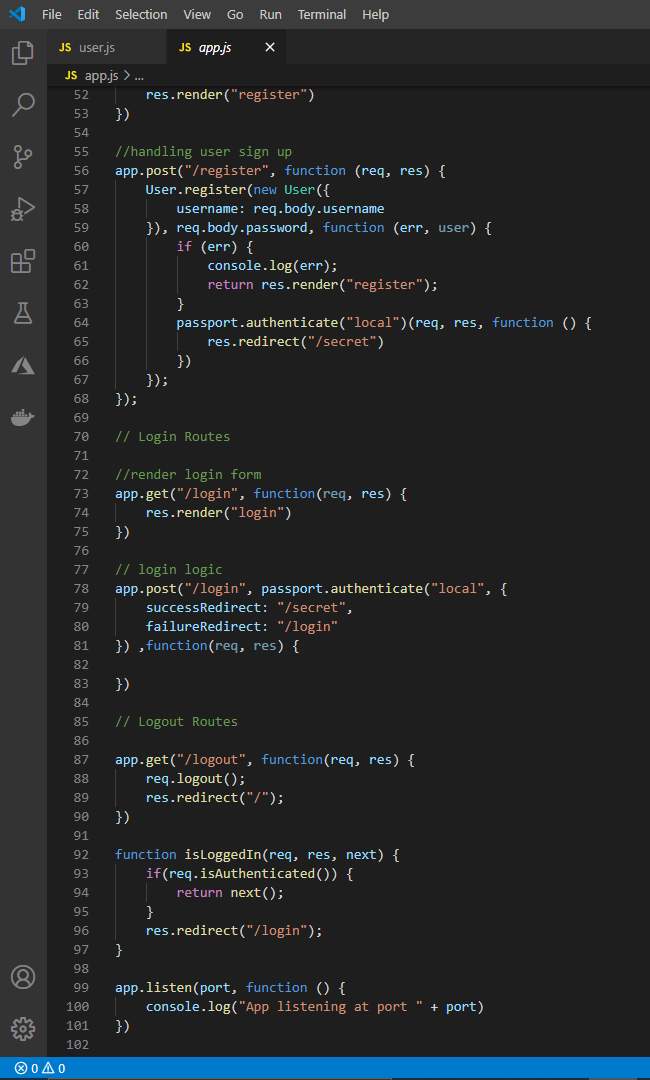 File Edit Selection View Go Run Terminal Help
JS user.js JS app.js ×
JS app.js > ...
52 res.render("register")
53 })
54
55 //handling user sign up
56 app.post("/register", function (req, res) {
57 User.register(new User({
58 username: req.body.username
59 }), req.body.password, function (err, user) {
60 if (err) {
61 console.log(err);
62 return res.render("register");
63 }
64 passport.authenticate("local")(req, res, function () {
65 res.redirect("/secret")
66 })
67 });
68 });
69
70 // Login Routes
71
72 //render login form
73 app.get("/login", function(req, res) {
74 res.render("login")
75 })
76
77 // login logic
78 app.post("/login", passport.authenticate("local", {
79 successRedirect: "/secret",
80 failureRedirect: "/login"
81 }) ,function(req, res) {
82
83 })
84
85 // Logout Routes
86
87 app.get("/logout", function(req, res) {
88 req.logout();
89 res.redirect("/");
90 })
91
92 function isLoggedIn(req, res, next) {
93 if(req.isAuthenticated()) {
94 return next();
95 }
96 res.redirect("/login");
97 }
98
99 app.listen(port, function () {
100 console.log("App listening at port " + port)
101 })
102
0 0